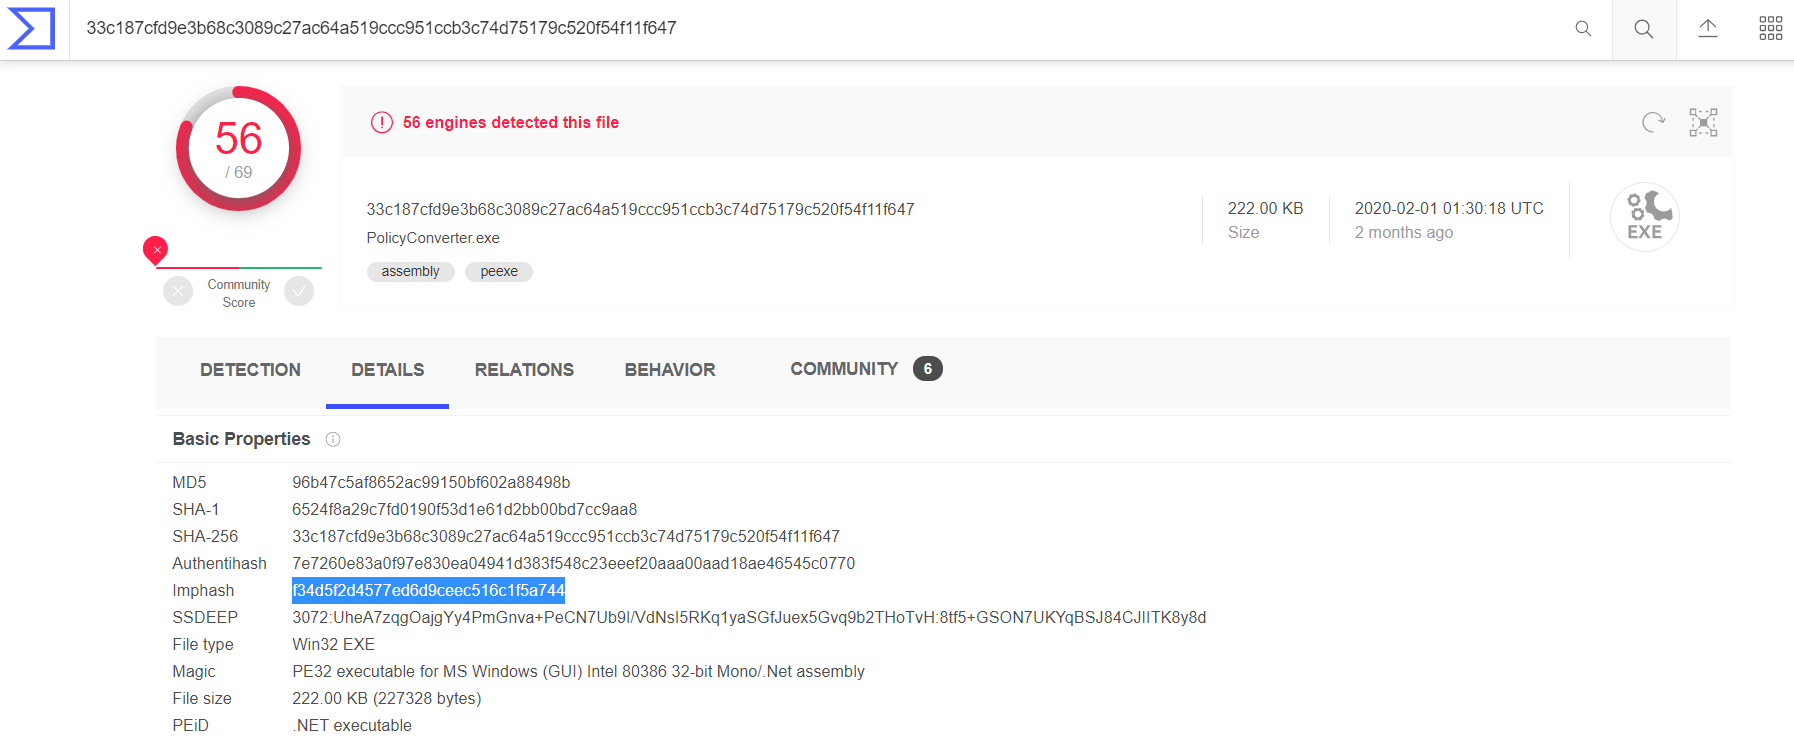 33c187cfd9e3b68c3089c27ac64a519ccc951ccb3c74d75179c520f54f11f647
56
/ 69
Community
Score
56 engines detected this file
33c187cfd9e3b68c3089c27ac64a519ccc951ccb3c74d75179c520f54f11f647
PolicyConverter.exe
assembly peexe
222.00 KB
Size
2020-02-01 01:30:18 UTC
2 months ago
EXE
DETECTION DETAILS RELATIONS BEHAVIOR COMMUNITY 6
Basic Properties
MD5 96b47c5af8652ac99150bf602a88498b
SHA-1 6524f8a29c7fd0190f53d1e61d2bb00bd7cc9aa8
SHA-256 33c187cfd9e3b68c3089c27ac64a519ccc951ccb3c74d75179c520f54f11f647
Authentihash 7e7260e83a0f97e830ea04941d383f548c23eeef20aaa00aad18ae46545c0770
Imphash f34d5f2d4577ed6d9ceec516c1f5a744
SSDEEP 3072:UheA7zqgOajgYy4PmGnva+PeCN7Ub9I/VdNsI5RKq1yaSGfJuex5Gvq9b2THoTvH:8tf5+GSON7UKYqBSJ84CJIITK8y8d
File type Win32 EXE
Magic PE32 executable for MS Windows (GUI) Intel 80386 32-bit Mono/.Net assembly
File size 222.00 KB (227328 bytes)
PEiD .NET executable